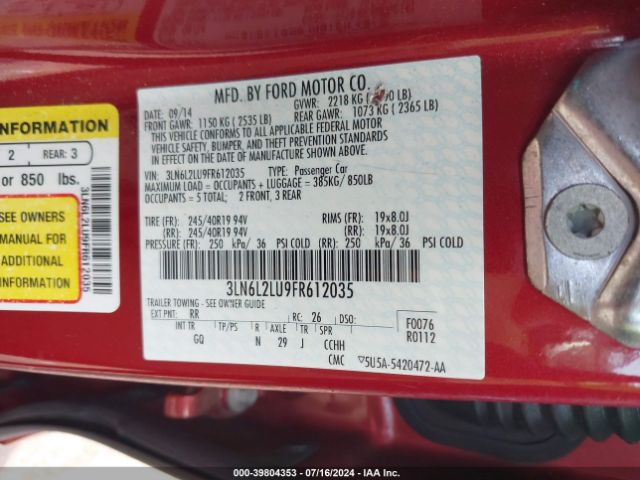 MFD. BY FORD MOTOR CO.
DATE: 09/14 GVWR: 2218 KG ( LB)
FRONT GAWR: 1150 KG ( 2535 LB) REAR GAWR: 1073 KG ( 2365 LB)
THIS VEHICLE CONFORMS TO ALL APPLICABLE FEDERAL MOTOR
VEHICLE SAFETY, BUMPER, AND THEFT PREVENTION STANDARDS
IN EFFECT ON THE DATE OF MANUFACTURE SHOWN ABOVE.
VIN: 3LN6L2LU9FR612035 TYPE: Passenger Car
MAXIMUM LOAD = OCCUPANTS + LUGGAGE = 385KG/ 850LB
OCCUPANTS = 5 TOTAL; 2 FRONT, 3 REAR
TIRE (FR): 245/40R19 94V RIMS (FR): 19x8.0J
(RR): 245/40R19 94V (RR): 19x8.0J
PRESSURE (FR): 250 kPa/ 36 PSI COLD (RR): 250 kPa/ 36 PSI COLD
3LN6L2LU9FR612035
TRAILER TOWING - SEE OWNER GUIDE
EXT PNT: RR RC: 26 DSO:
INT TR TP/PS R AXLE TR SPR
GQ N 29 J CCHH
F0076
R0112
CMC 5U5A-5420472-AA
INFORMATION
2 REAR: 3
or 850 lbs.
SEE OWNERS
MANUAL FOR
ADDITIONAL
INFORMATION
3LN6L2LU9FR612035
000-39804353 | 07/16/2024 | IAA Inc.